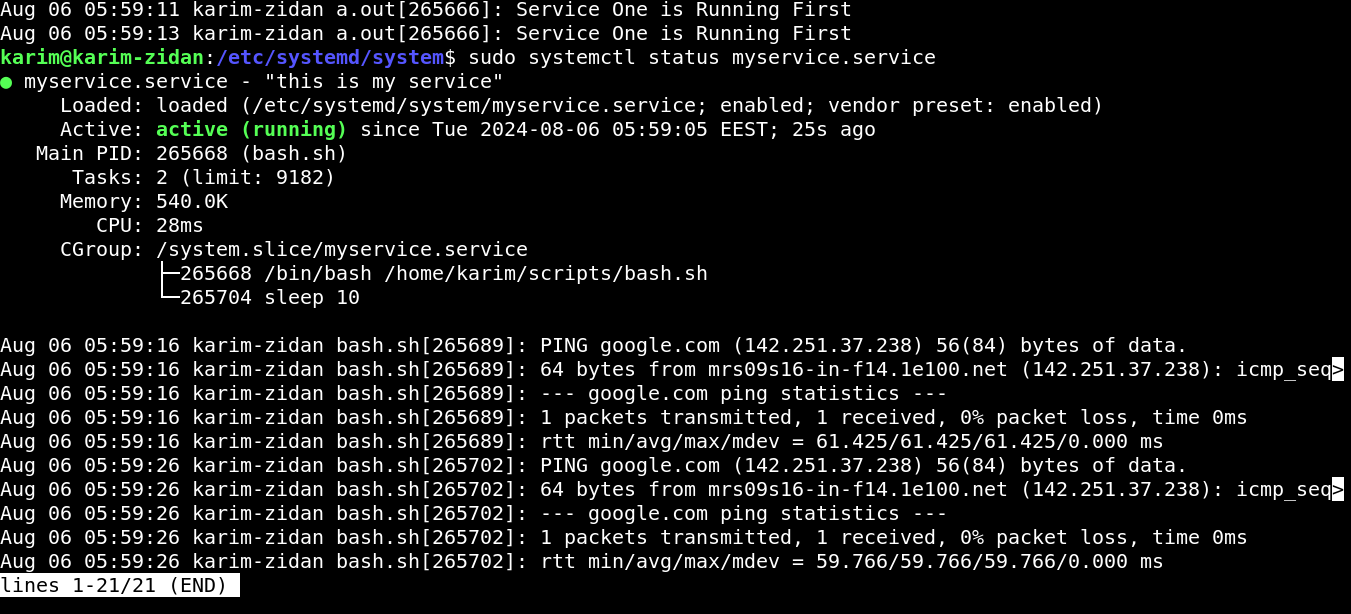 Aug 06 05:59:11 karim-zidan a.out[265666]: Service One is Running First
Aug 06 05:59:13 karim-zidan a.out[265666]: Service One is Running First
karim@karim-zidan:/etc/systemd/system$ sudo systemctl status myservice.service
● myservice.service - "this is my service"
     Loaded: loaded (/etc/systemd/system/myservice.service; enabled; vendor preset: enabled)
     Active: active (running) since Tue 2024-08-06 05:59:05 EEST; 25s ago
   Main PID: 265668 (bash.sh)
      Tasks: 2 (limit: 9182)
     Memory: 540.0K
        CPU: 28ms
     CGroup: /system.slice/myservice.service
             ├─265668 /bin/bash /home/karim/scripts/bash.sh
             └─265704 sleep 10

Aug 06 05:59:16 karim-zidan bash.sh[265689]: PING google.com (142.251.37.238) 56(84) bytes of data.
Aug 06 05:59:16 karim-zidan bash.sh[265689]: 64 bytes from mrs09s16-in-f14.1e100.net (142.251.37.238): icmp_seq>
Aug 06 05:59:16 karim-zidan bash.sh[265689]: --- google.com ping statistics ---
Aug 06 05:59:16 karim-zidan bash.sh[265689]: 1 packets transmitted, 1 received, 0% packet loss, time 0ms
Aug 06 05:59:16 karim-zidan bash.sh[265689]: rtt min/avg/max/mdev = 61.425/61.425/61.425/0.000 ms
Aug 06 05:59:26 karim-zidan bash.sh[265702]: PING google.com (142.251.37.238) 56(84) bytes of data.
Aug 06 05:59:26 karim-zidan bash.sh[265702]: 64 bytes from mrs09s16-in-f14.1e100.net (142.251.37.238): icmp_seq>
Aug 06 05:59:26 karim-zidan bash.sh[265702]: --- google.com ping statistics ---
Aug 06 05:59:26 karim-zidan bash.sh[265702]: 1 packets transmitted, 1 received, 0% packet loss, time 0ms
Aug 06 05:59:26 karim-zidan bash.sh[265702]: rtt min/avg/max/mdev = 59.766/59.766/59.766/0.000 ms
lines 1-21/21 (END)